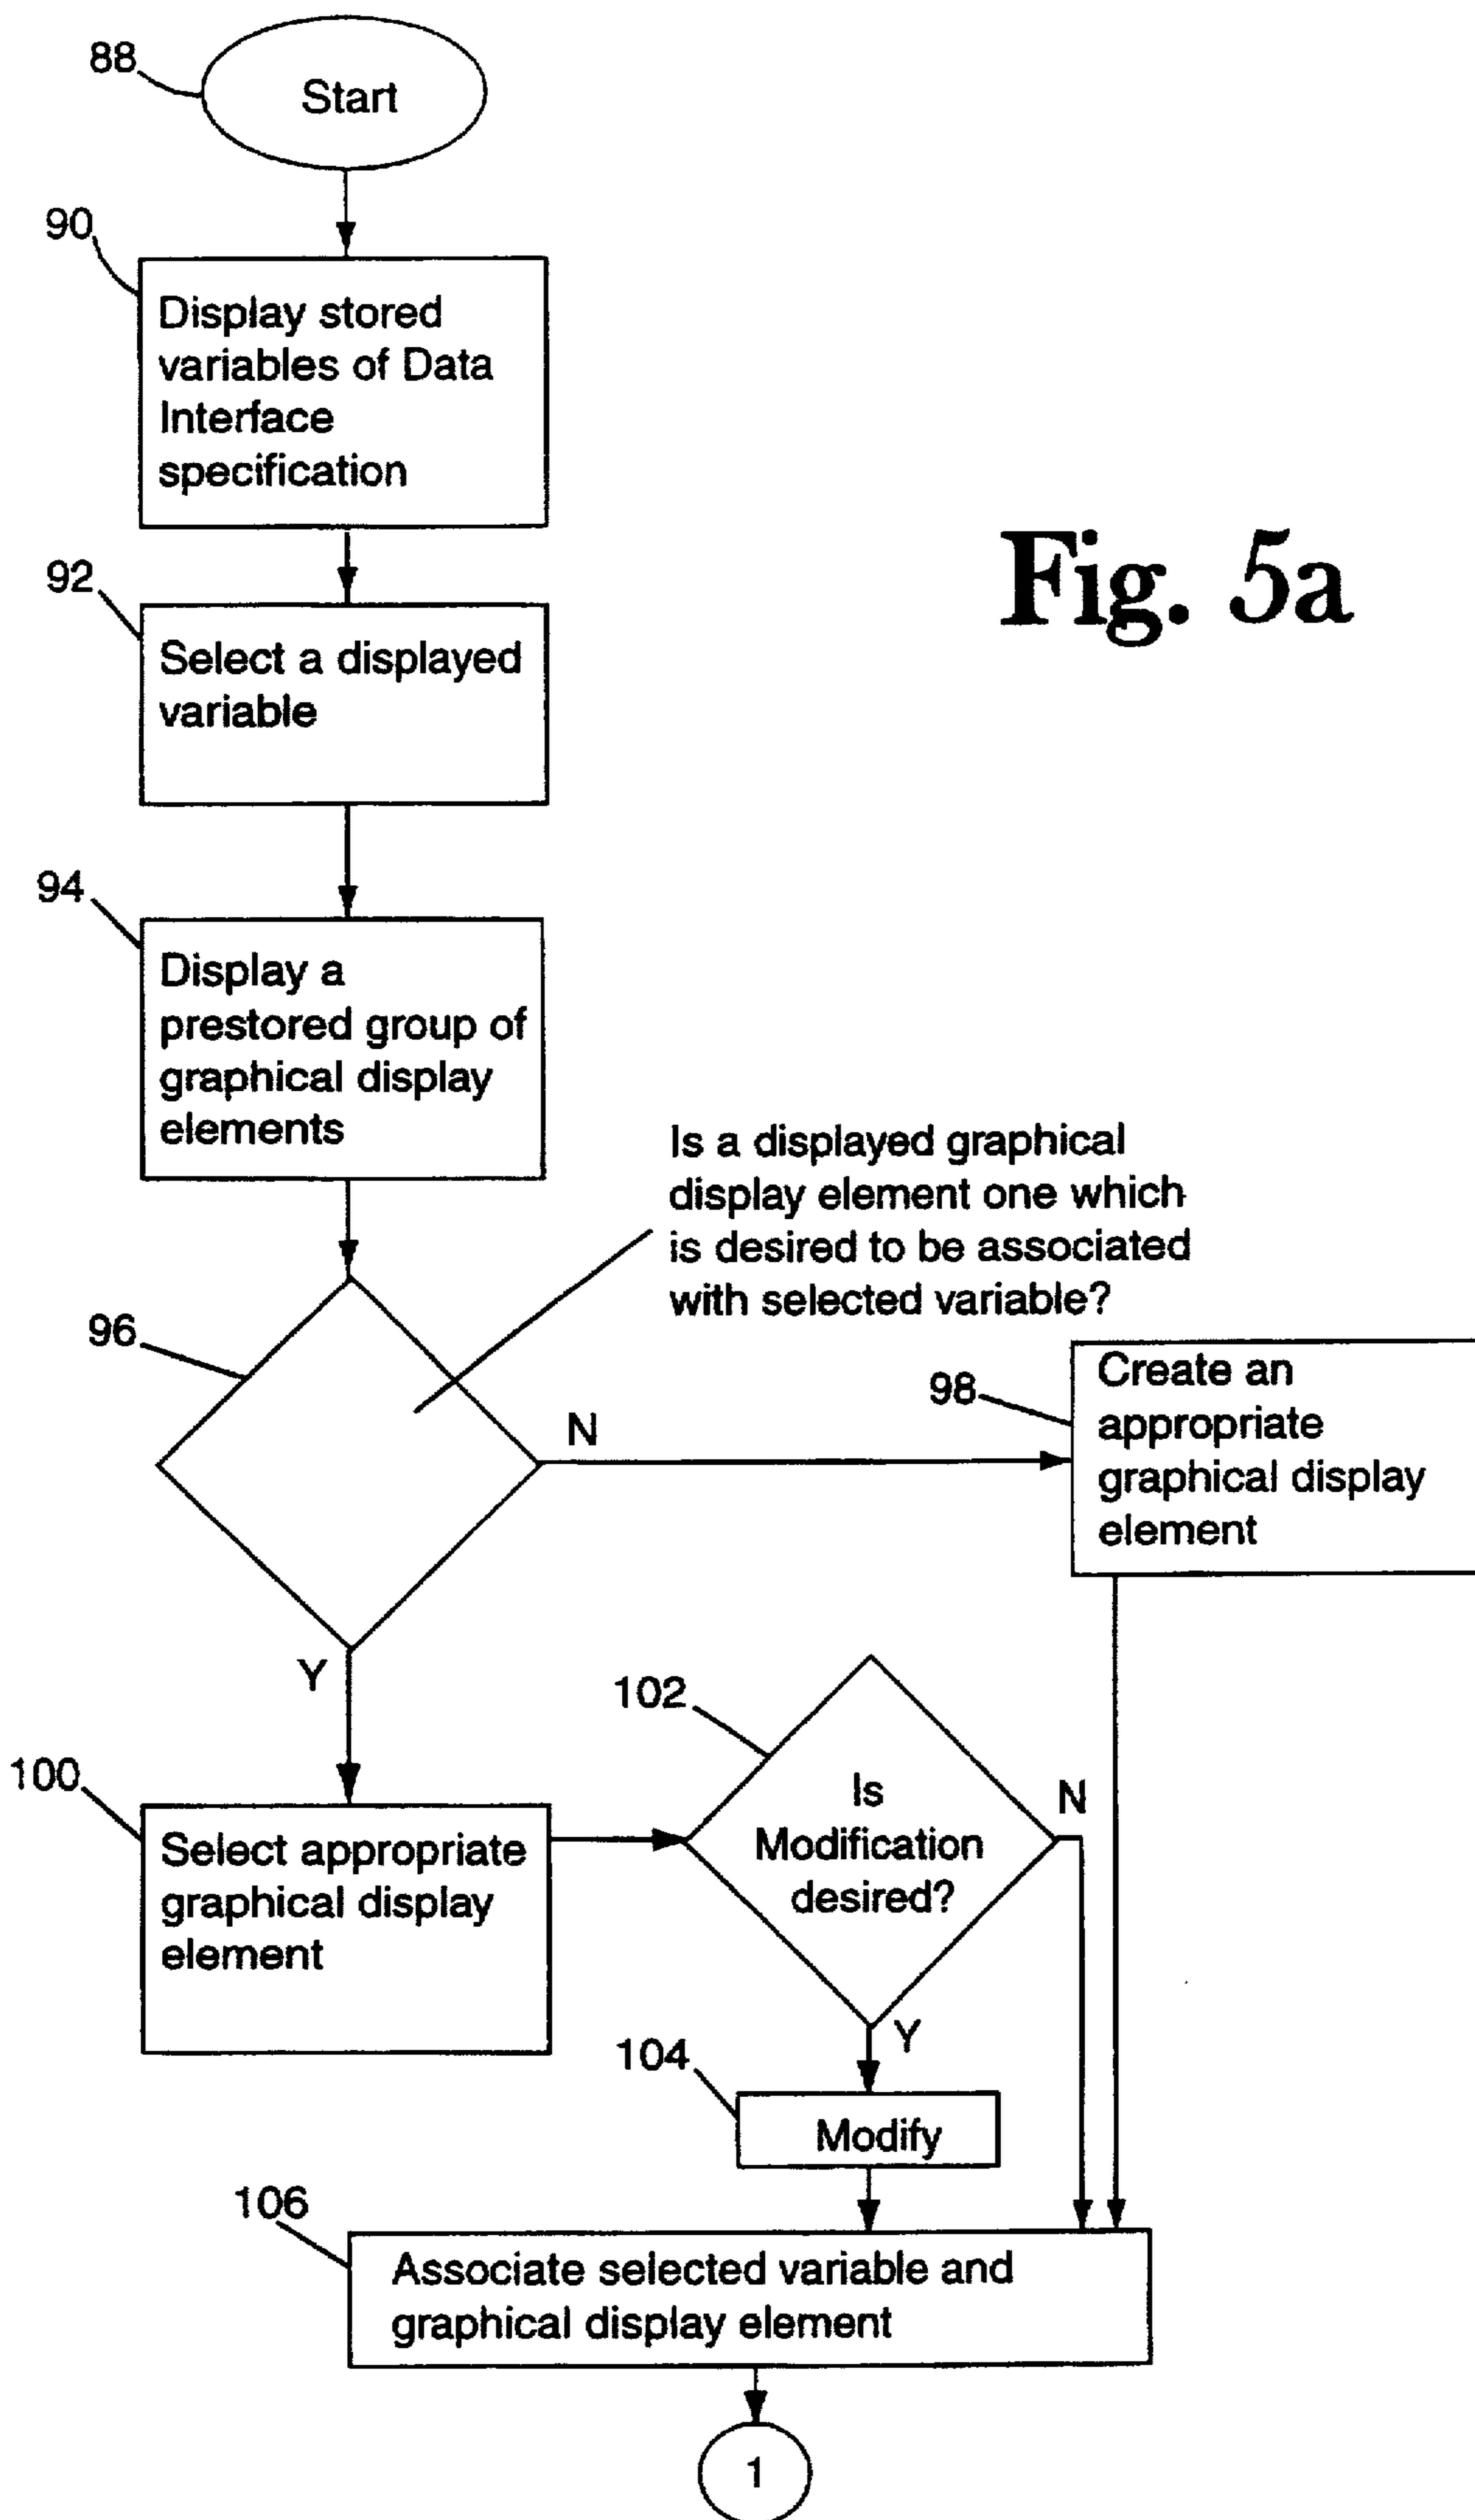 88
Start
90
Display stored
variables of Data
Interface
specification
Fig. 5a
92
Select a displayed
variable
94
Display a
prestored group of
graphical display
elements
Is a displayed graphical
display element one which
is desired to be associated
with selected variable?
96
N
98
Create an
appropriate
graphical display
element
Y
100
Select appropriate
graphical display
element
102
Is
Modification
desired?
N
Y
104
Modify
106
Associate selected variable and
graphical display element
1